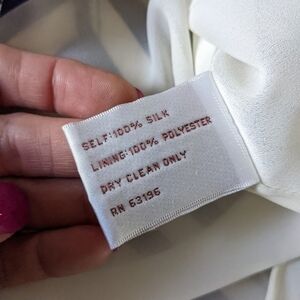 SELF:100% SILK
LINING:100% POLYESTER
DRY CLEAN ONLY
RN 63196